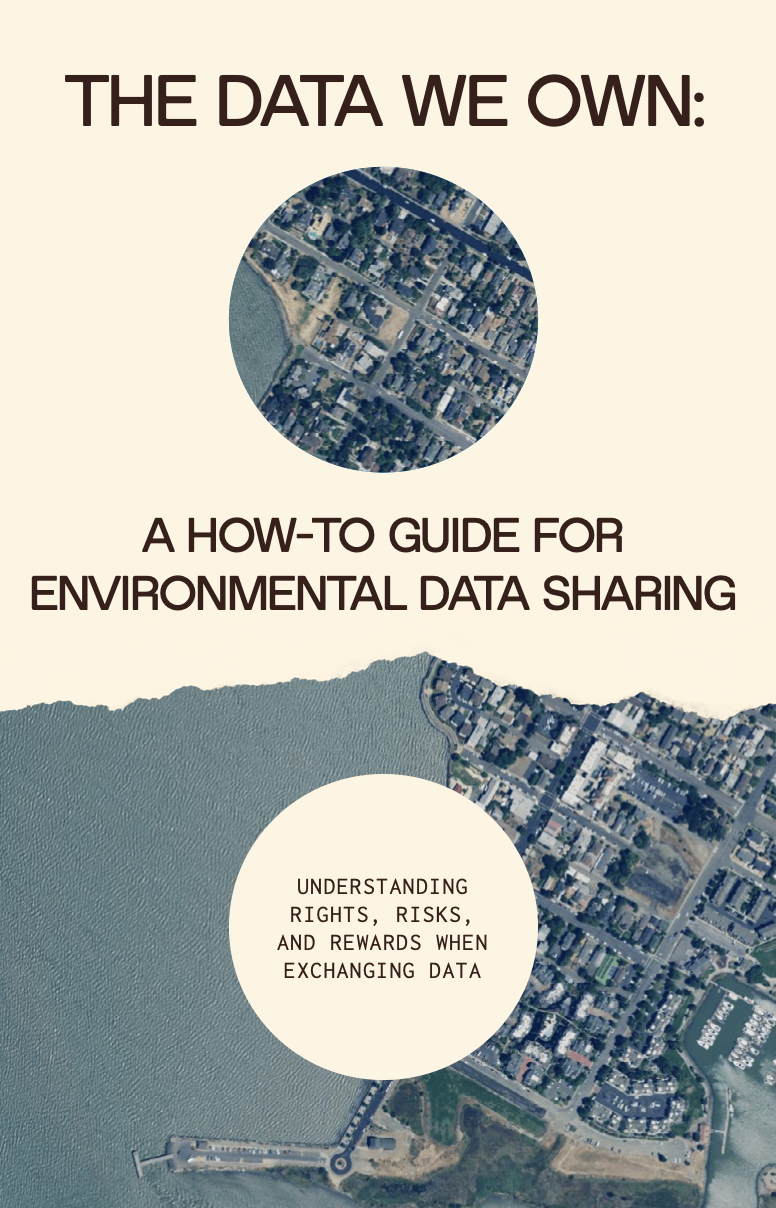 THE DATA WE OWN:
A HOW-TO GUIDE FOR
ENVIRONMENTAL DATA SHARING
UNDERSTANDING
RIGHTS, RISKS,
AND REWARDS WHEN
EXCHANGING DATA